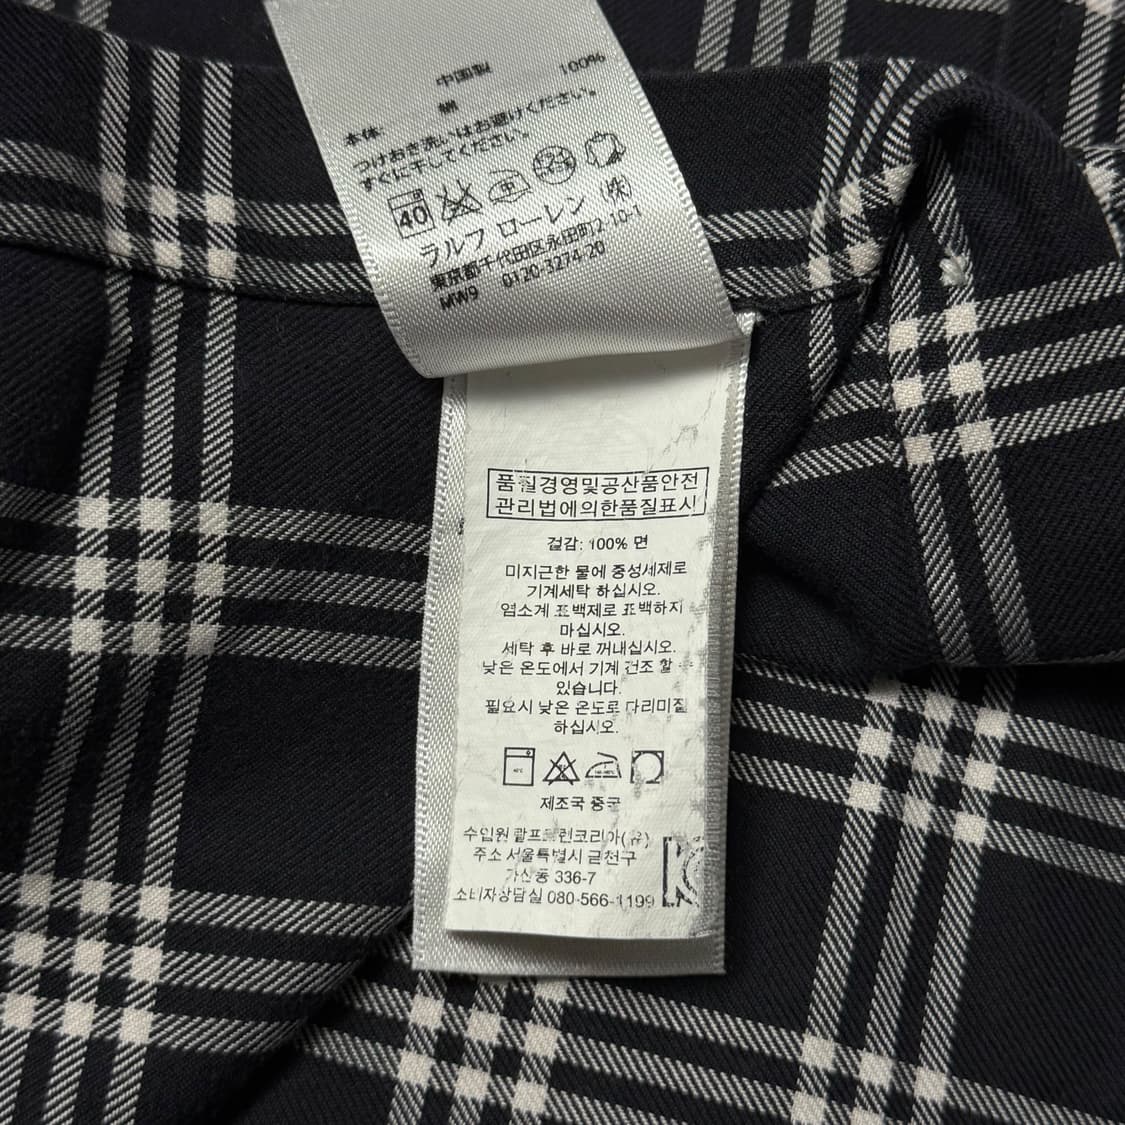 中国製
綿 100%
本体:
つけおき洗いはお避けください。
すぐに干してください。
40 中
ラルフ ローレン (株)
東京都千代田区永田町2-10-1
MW9 0120-3274-20
품질경영및공산품안전
관리법에의한품질표시
겉감: 100% 면
미지근한 물에 중성세제로
기계세탁 하십시오.
염소계 표백제로 표백하지
마십시오.
세탁 후 바로 꺼내십시오.
낮은 온도에서 기계 건조 할 수
있습니다.
필요시 낮은 온도로 다리미질
하십시오.
제조국 중국
수입원 랄프로렌코리아(유)
주소 서울특별시 금천구
가산동 336-7
소비자상담실 080-566-1199